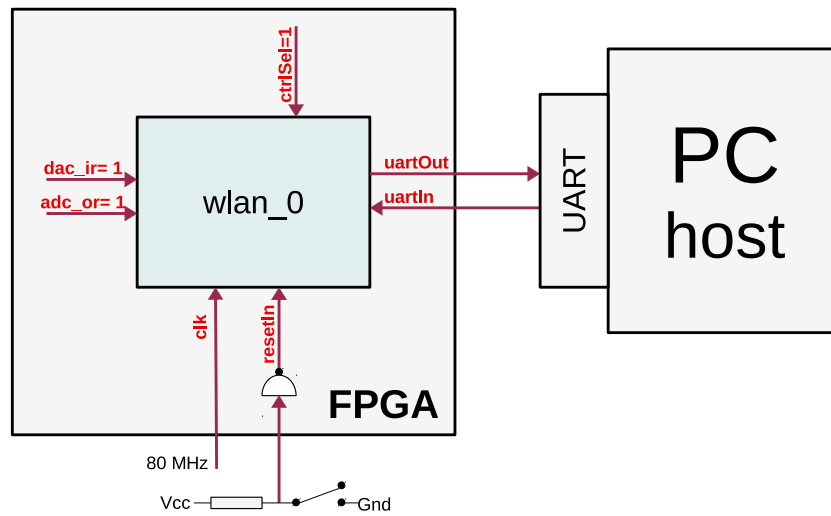 ctrlSel=1
dac_ir= 1
adc_or= 1
wlan_0
uartOut
uartIn
UART
PC
host
clk
resetIn
FPGA
80 MHz
Vcc
Gnd